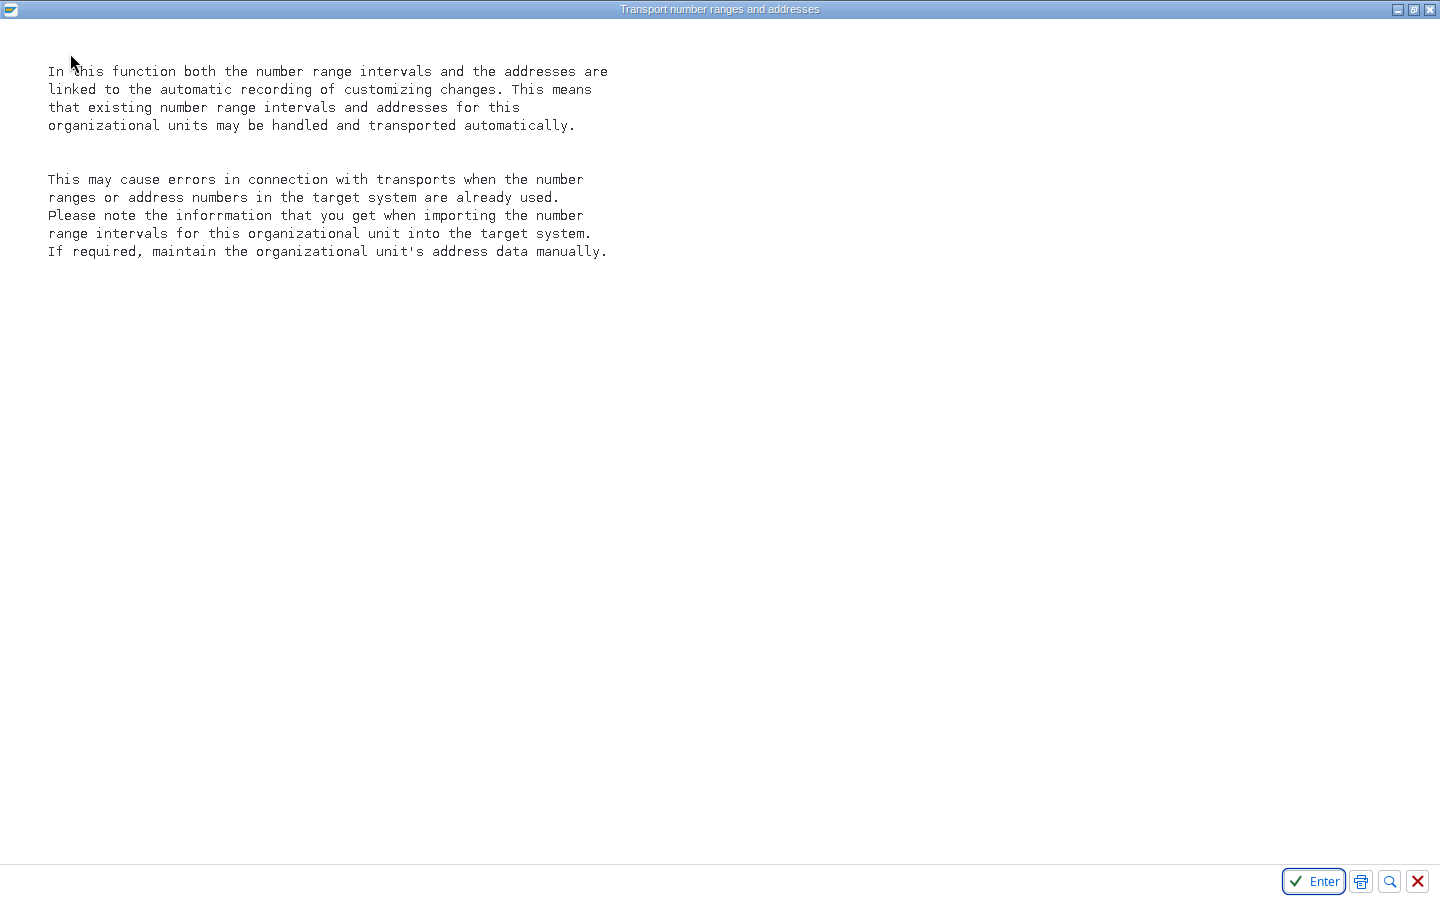 Transport number ranges and addresses
In this function both the number range intervals and the addresses are
linked to the automatic recording of customizing changes. This means
that existing number range intervals and addresses for this
organizational units may be handled and transported automatically.
This may cause errors in connection with transports when the number
ranges or address numbers in the target system are already used.
Please note the inforrmation that you get when importing the number
range intervals for this organizational unit into the target system.
If required, maintain the organizational unit's address data manually.
Enter